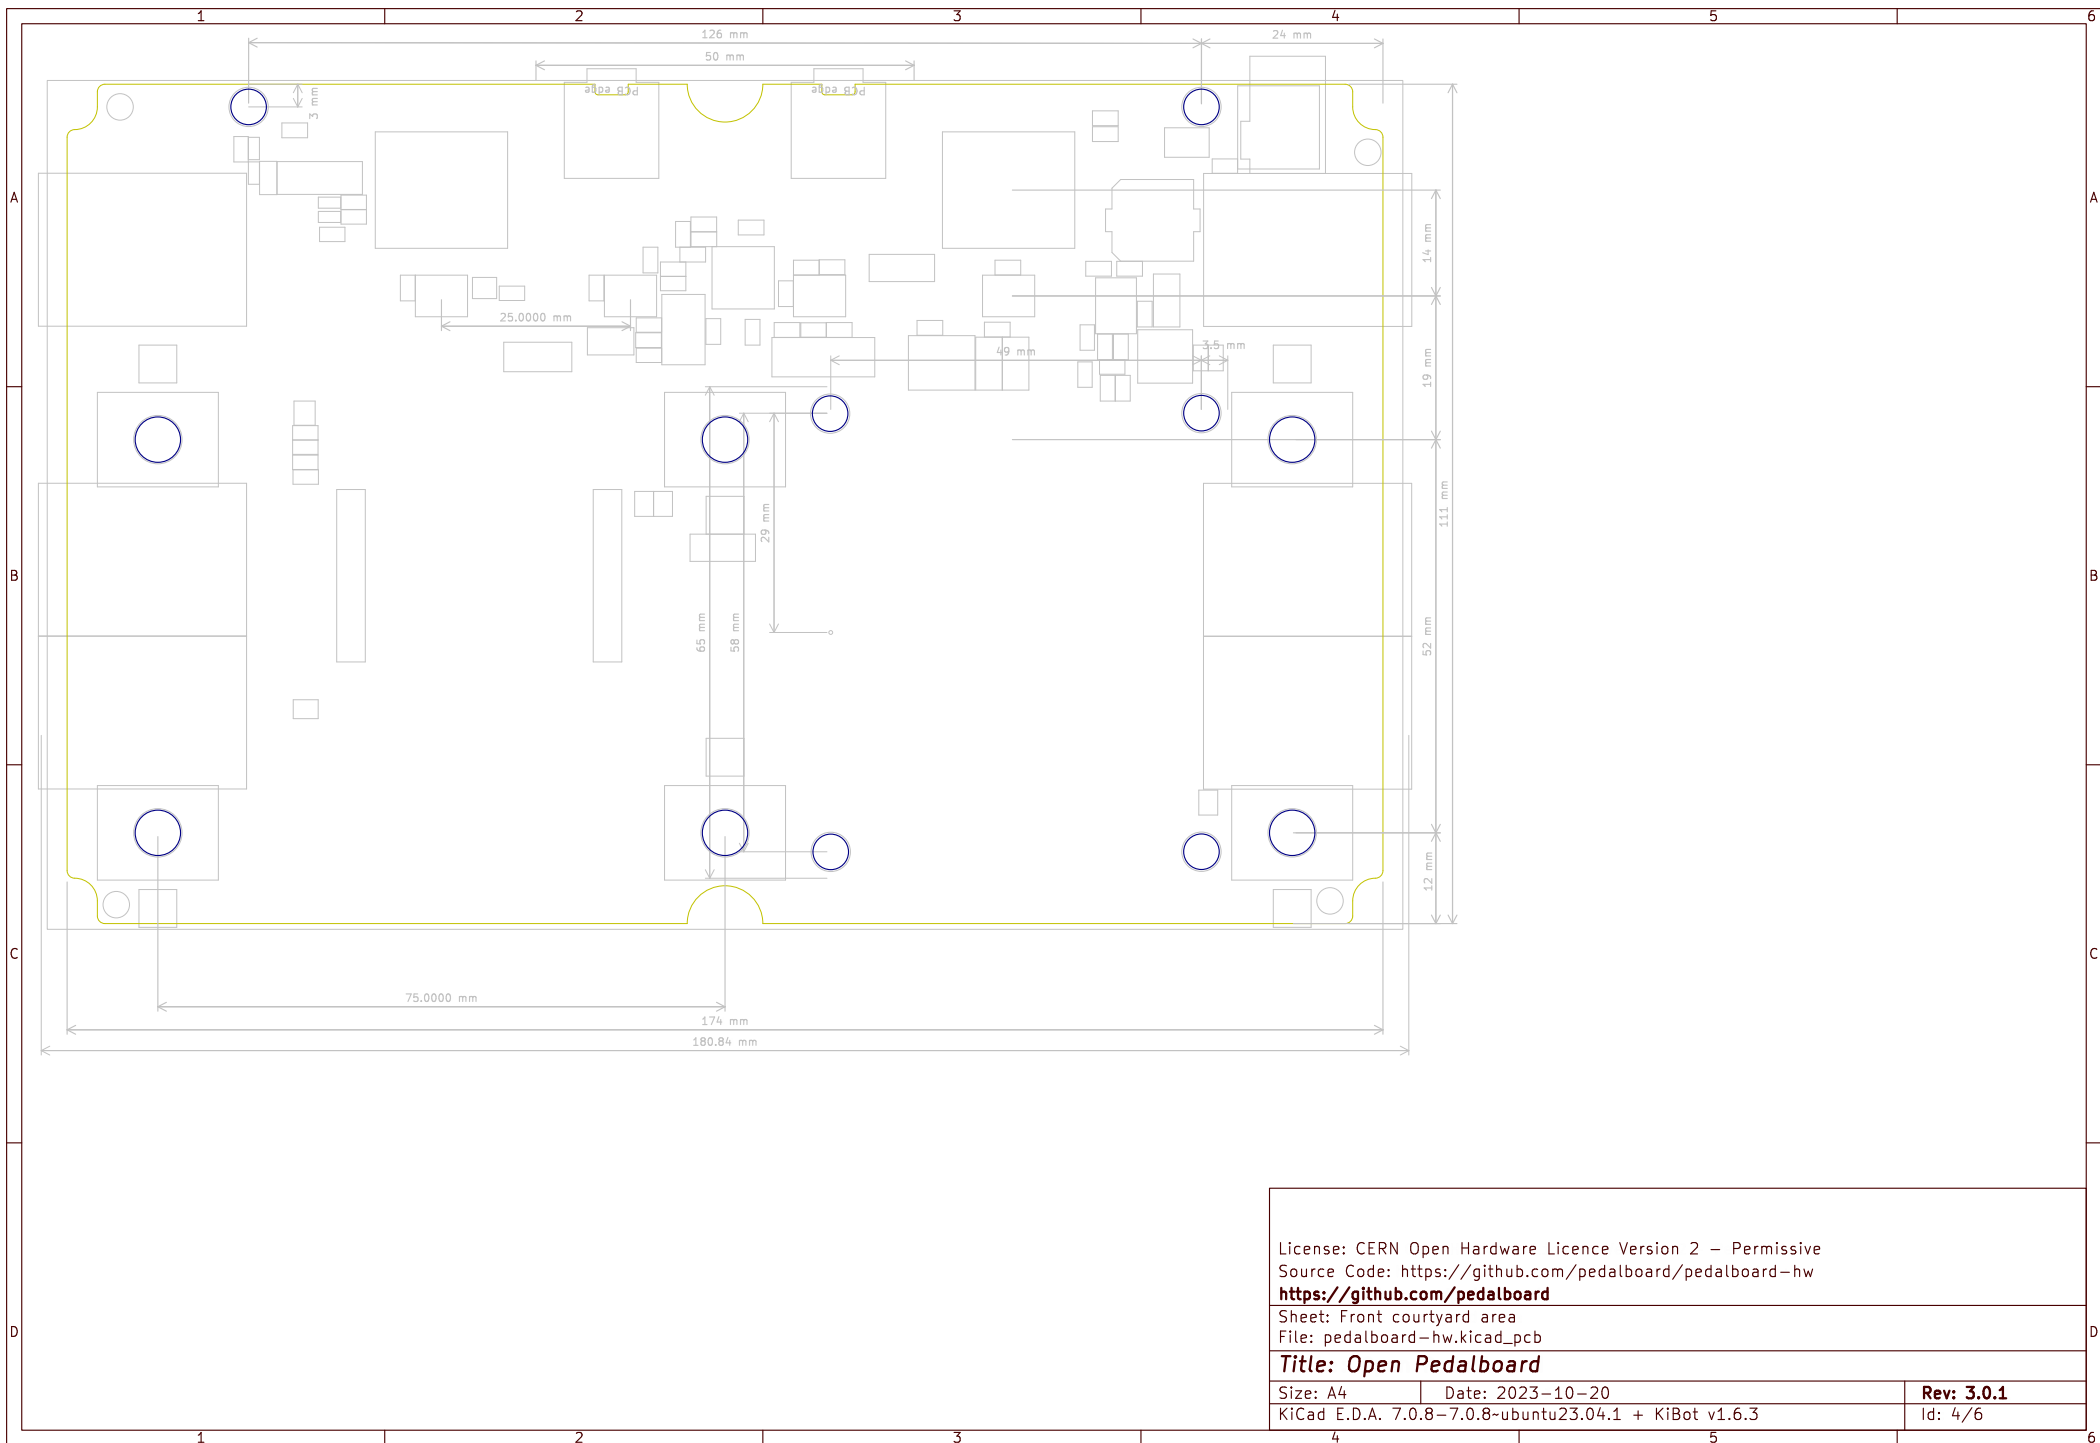 1 2 3 4 5 6
126 mm
24 mm
50 mm
3 mm
PCB edge
PCB edge
A
A
14 mm
25.0000 mm
3.5 mm
49 mm
19 mm
29 mm
111 mm
B
B
65 mm
58 mm
52 mm
12 mm
C
C
75.0000 mm
174 mm
180.84 mm
License: CERN Open Hardware Licence Version 2 – Permissive
Source Code: https://github.com/pedalboard/pedalboard-hw
https://github.com/pedalboard
Sheet: Front courtyard area
File: pedalboard-hw.kicad_pcb
D
D
Title: Open Pedalboard
Size: A4 Date: 2023-10-20 Rev: 3.0.1
KiCad E.D.A. 7.0.8-7.0.8~ubuntu23.04.1 + KiBot v1.6.3 Id: 4/6
1 2 3 4 5 6